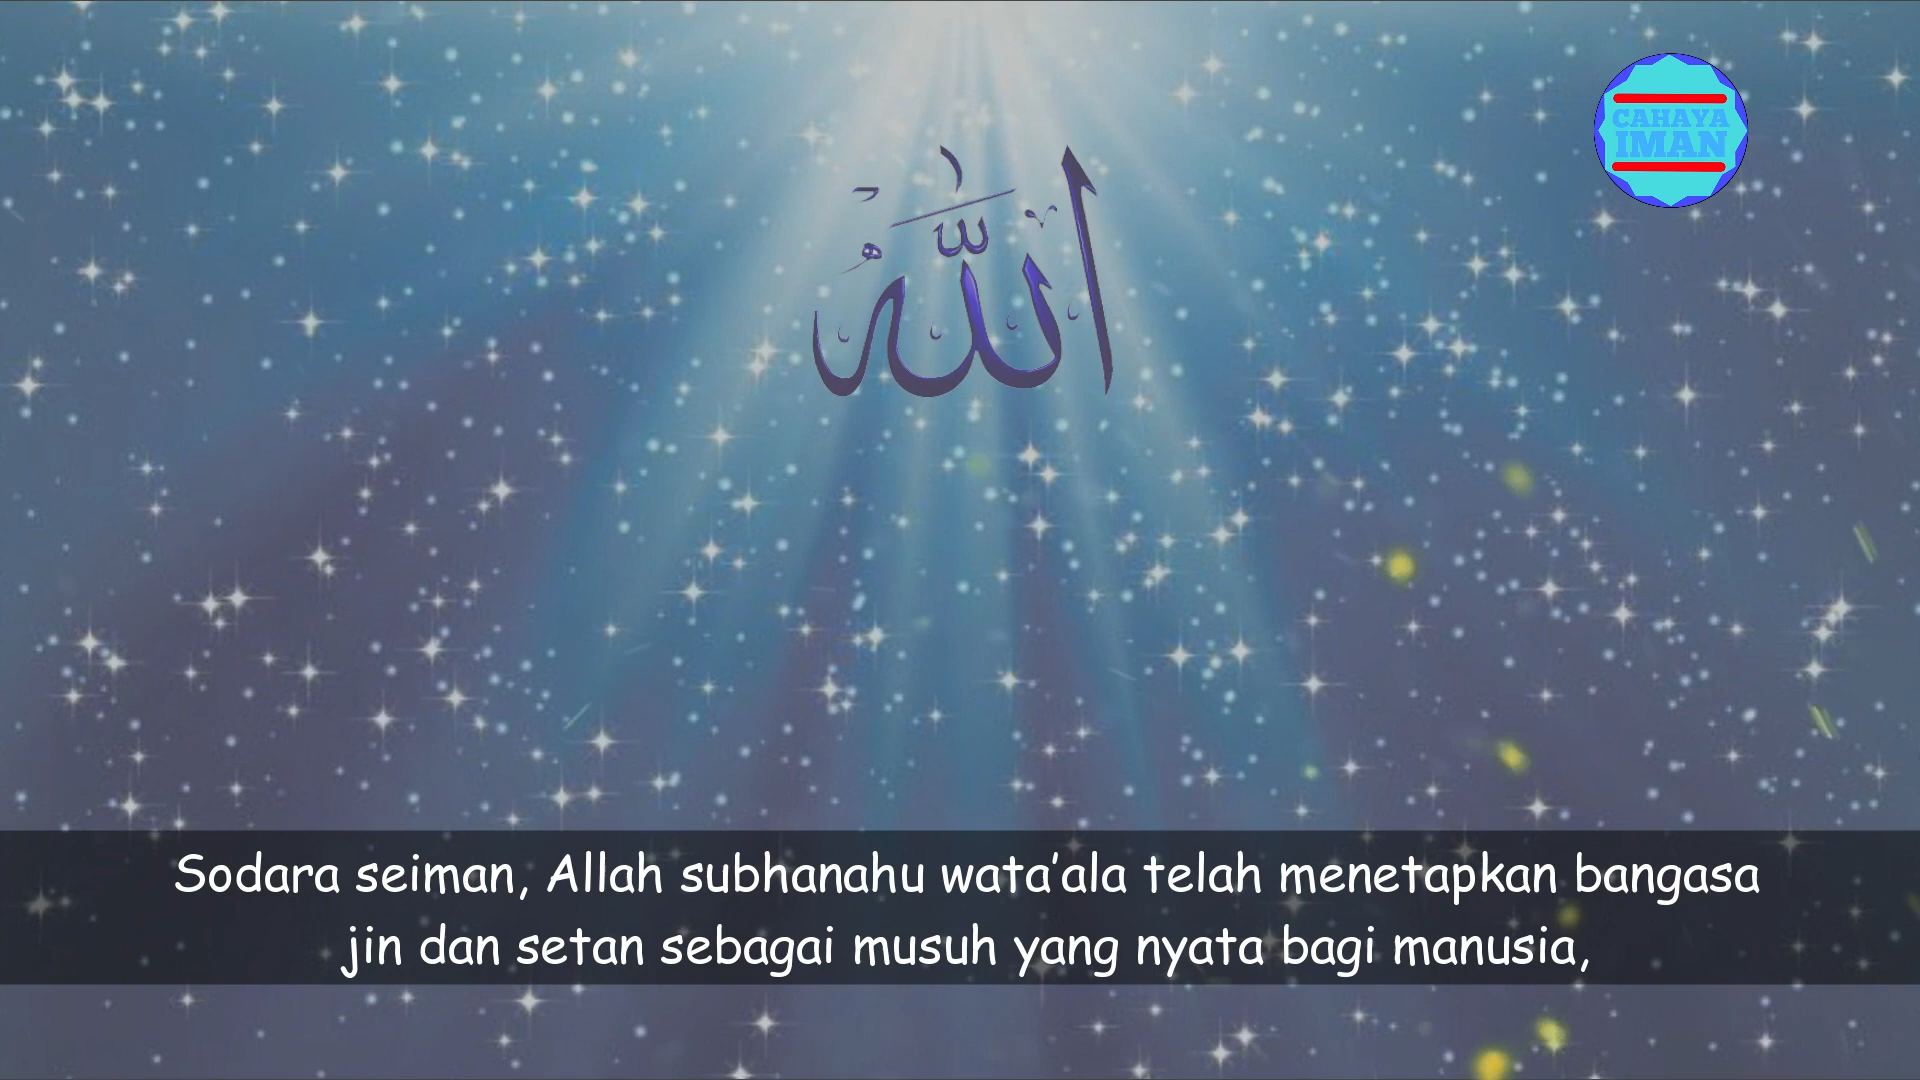 CAHAYA
IMAN
الله
Sodara seiman, Allah subhanahu wata’ala telah menetapkan bangasa
jin dan setan sebagai musuh yang nyata bagi manusia,